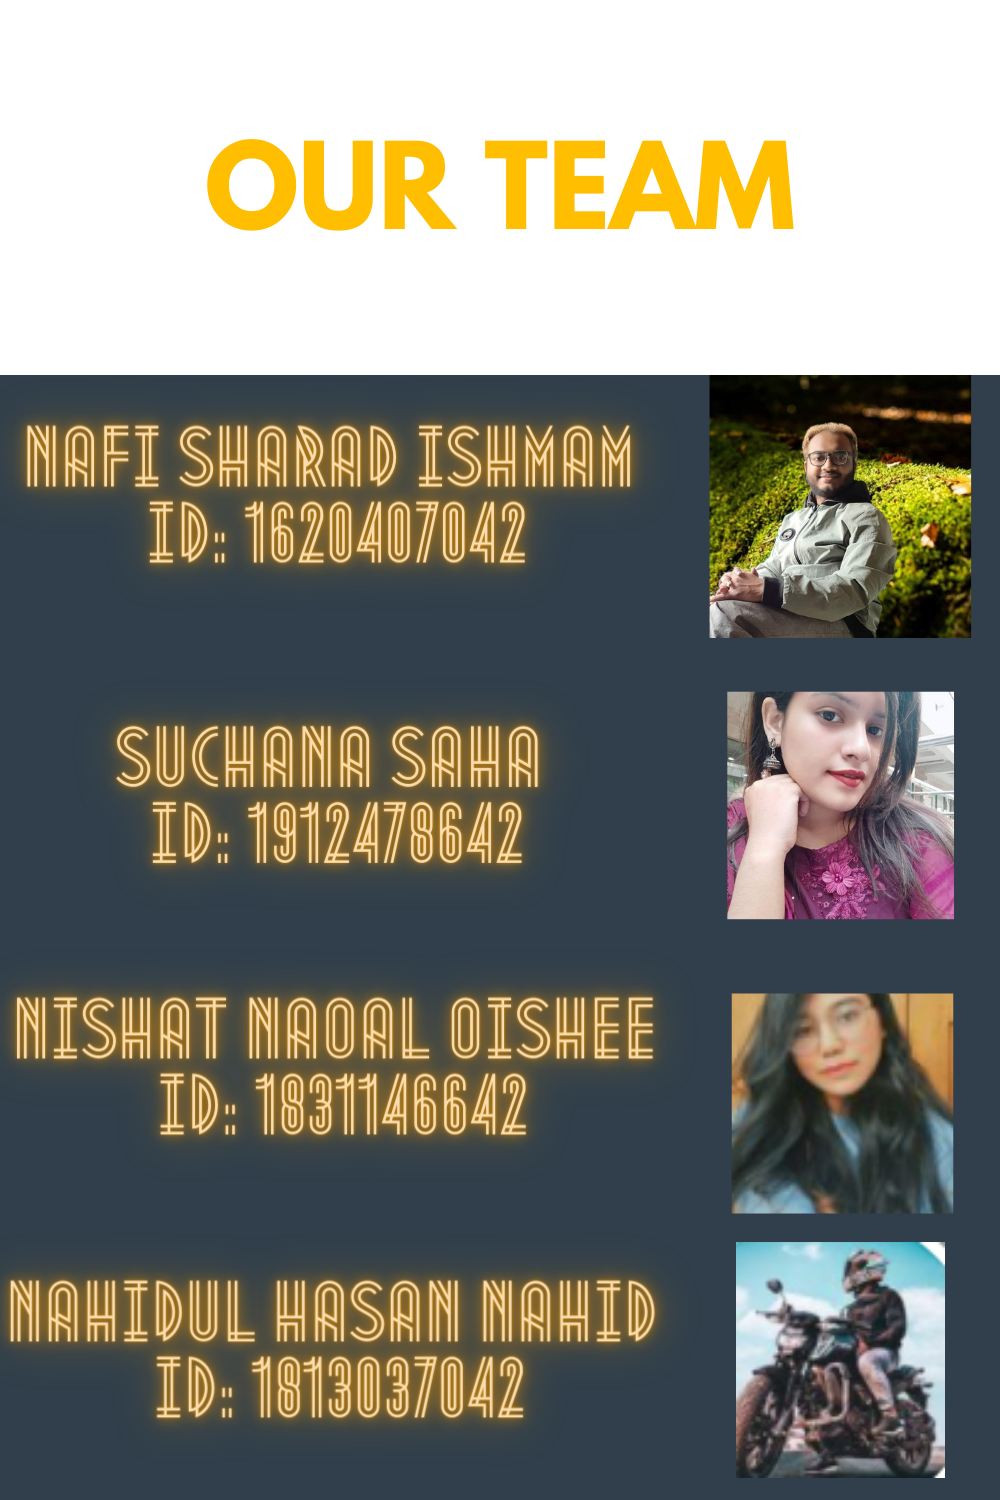 OUR TEAM
NAFI SHARAD ISHMAM
ID: 1620407042
SUCHANA SAHA
ID: 1912478642
NISHAT NAOAL OISHEE
ID: 1831146642
NAHIDUL HASAN NAHID
ID: 1813037042